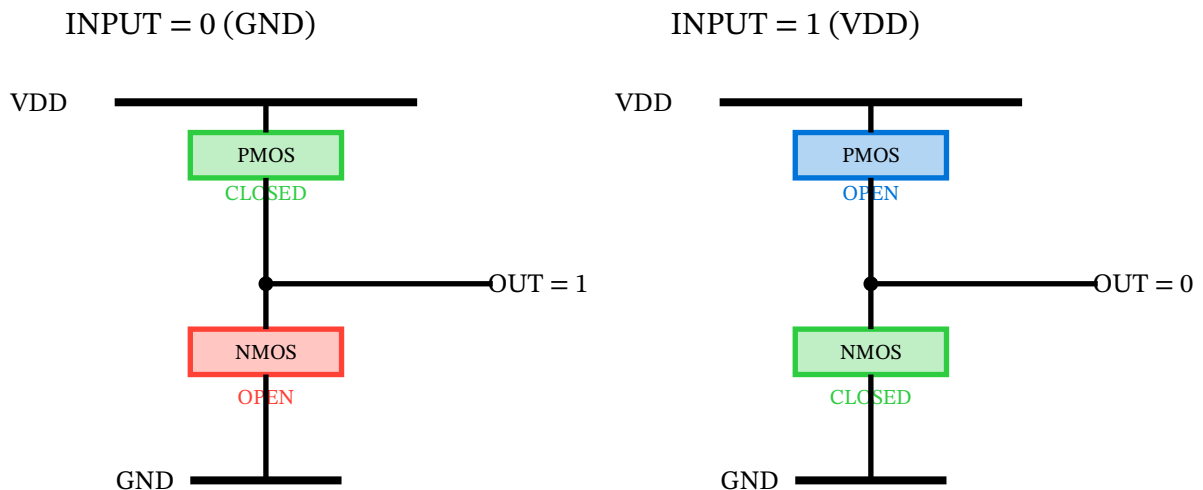 INPUT = 0 (GND)
VDD
PMOS
CLOSED
OUT = 1
NMOS
OPEN
GND
INPUT = 1 (VDD)
VDD
PMOS
OPEN
OUT = 0
NMOS
CLOSED
GND